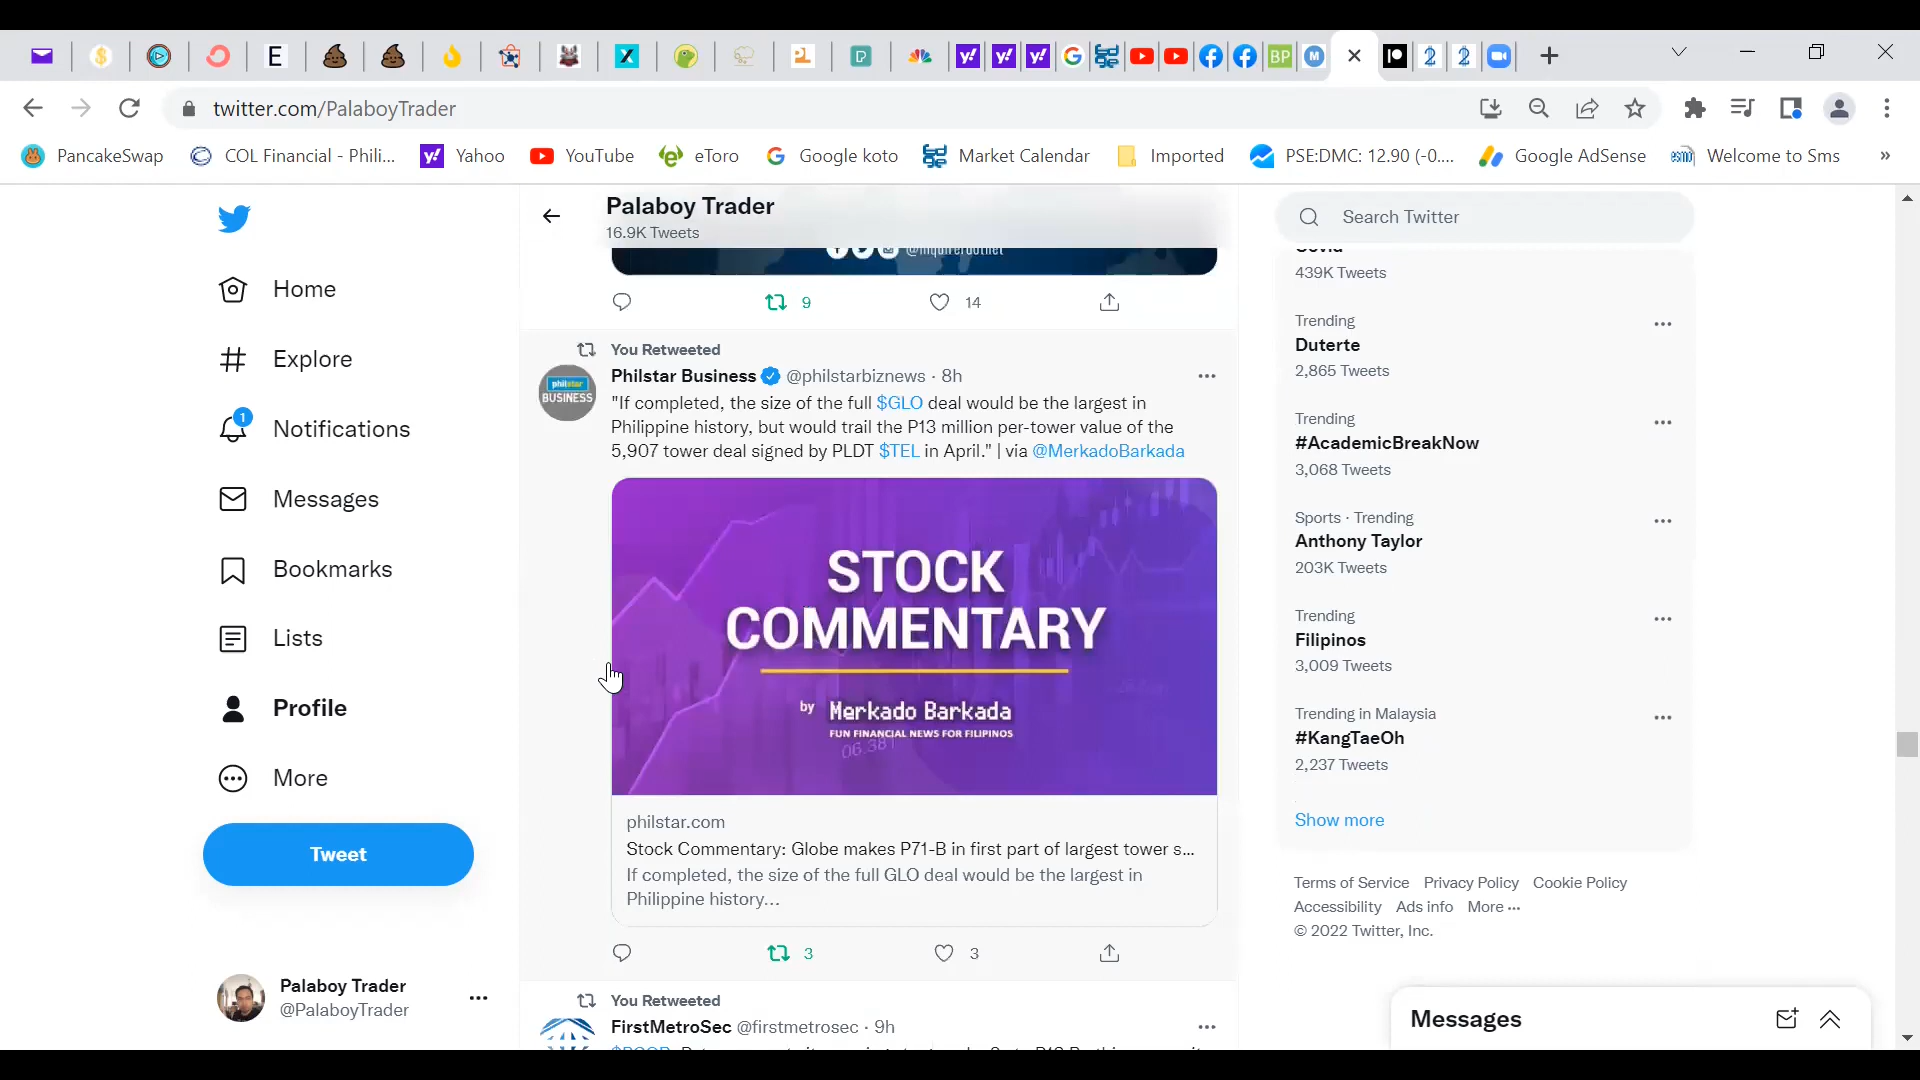 E
BP
M
twitter.com/PalaboyTrader
PancakeSwap
COL Financial - Phili...
Yahoo
YouTube
eToro
Google koto
Market Calendar
Imported
PSE:DMC: 12.90 (-0....
Google AdSense
Welcome to Sms
»
Home
Explore
1
Notifications
Messages
Bookmarks
Lists
Profile
More
Tweet
Palaboy Trader
@PalaboyTrader
Palaboy Trader
16.9K Tweets
@inquirerdotnet
9
14
You Retweeted
philstar
BUSINESS
Philstar Business @philstarbiznews · 8h
"If completed, the size of the full $GLO deal would be the largest in
Philippine history, but would trail the P13 million per-tower value of the
5,907 tower deal signed by PLDT $TEL in April." | via @MerkadoBarkada
STOCK
COMMENTARY
by Merkado Barkada
FUN FINANCIAL NEWS FOR FILIPINOS
06.381
philstar.com
Stock Commentary: Globe makes P71-B in first part of largest tower s...
If completed, the size of the full GLO deal would be the largest in
Philippine history...
3
3
You Retweeted
FirstMetroSec @firstmetrosec · 9h
Search Twitter
Covid
439K Tweets
Trending
Duterte
2,865 Tweets
Trending
#AcademicBreakNow
3,068 Tweets
Sports · Trending
Anthony Taylor
203K Tweets
Trending
Filipinos
3,009 Tweets
Trending in Malaysia
#KangTaeOh
2,237 Tweets
Show more
Terms of Service Privacy Policy Cookie Policy
Accessibility Ads info More ···
© 2022 Twitter, Inc.
Messages